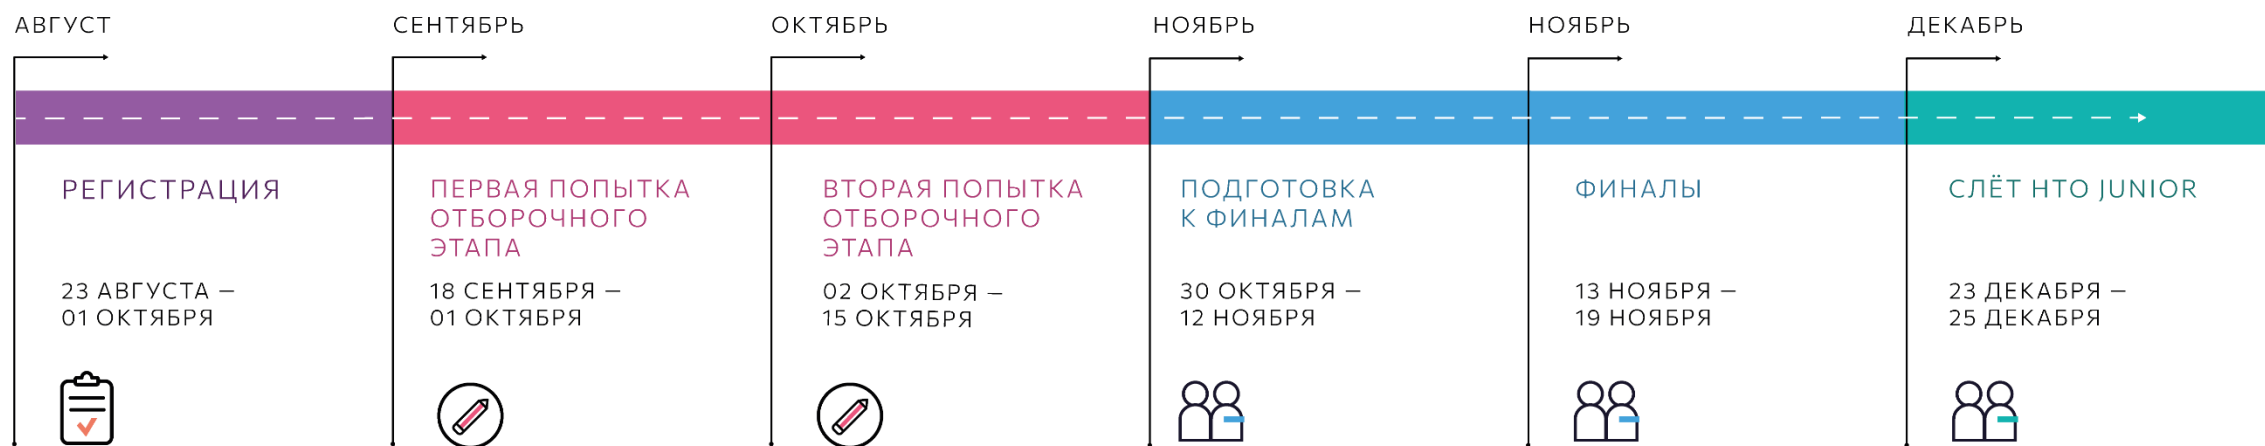 АВГУСТ
СЕНТЯБРЬ
ОКТЯБРЬ
НОЯБРЬ
НОЯБРЬ
ДЕКАБРЬ
РЕГИСТРАЦИЯ
23 АВГУСТА –
01 ОКТЯБРЯ
ПЕРВАЯ ПОПЫТКА
ОТБОРОЧНОГО
ЭТАПА
18 СЕНТЯБРЯ –
01 ОКТЯБРЯ
ВТОРАЯ ПОПЫТКА
ОТБОРОЧНОГО
ЭТАПА
02 ОКТЯБРЯ –
15 ОКТЯБРЯ
ПОДГОТОВКА
К ФИНАЛАМ
30 ОКТЯБРЯ –
12 НОЯБРЯ
ФИНАЛЫ
13 НОЯБРЯ –
19 НОЯБРЯ
СЛЁТ НТО JUNIOR
23 ДЕКАБРЯ –
25 ДЕКАБРЯ